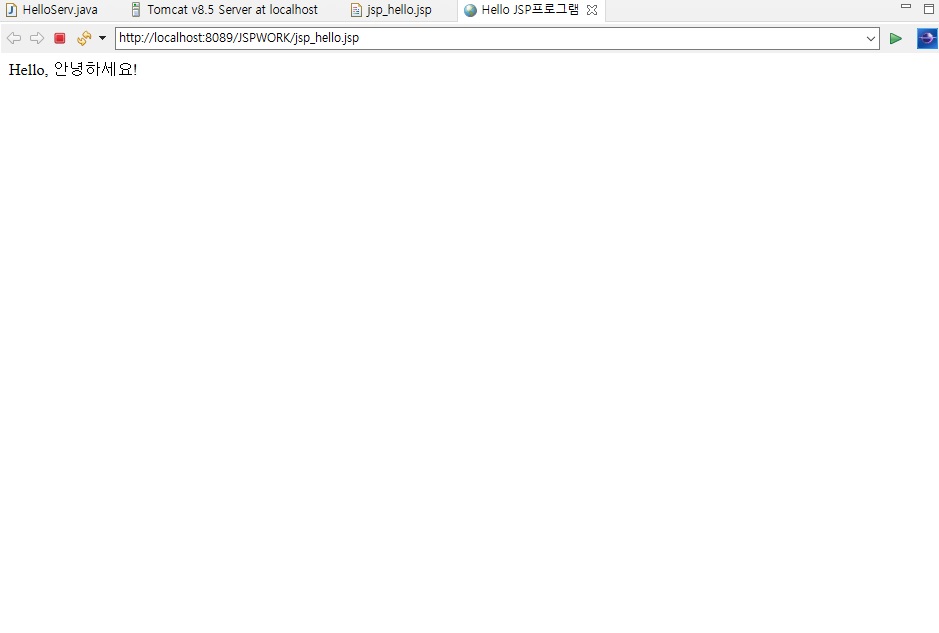 HelloServ.java Tomcat v8.5 Server at localhost jsp_hello.jsp Hello JSP프로그램
http://localhost:8089/JSPWORK/jsp_hello.jsp
Hello, 안녕하세요!